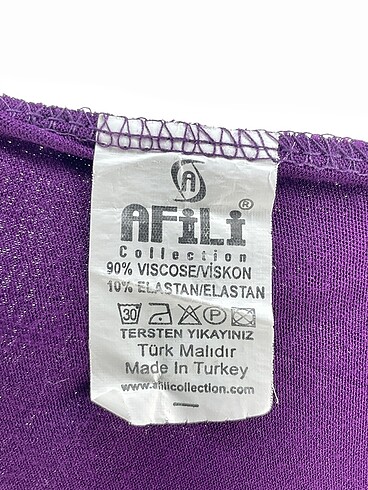 A
AFiLi ®
Collection
90% VISCOSE/VİSKON
10% ELASTAN/ELASTAN
30 P
TERSTEN YIKAYINIZ
Türk Malıdır
Made In Turkey
www.afilicollection.com